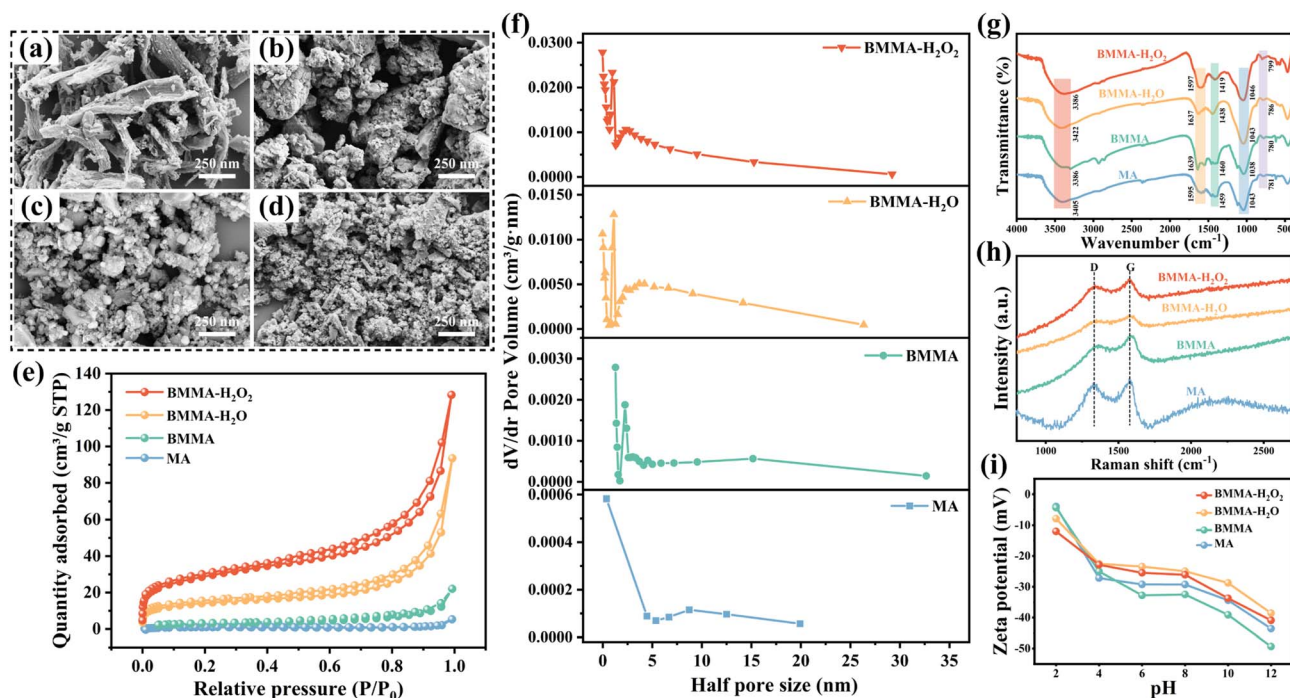 (a)
250 nm
(b)
250 nm
(c)
250 nm
(d)
250 nm
(e)
Quantity adsorbed (cm³/g STP)
140
120
100
80
60
40
20
0
BMMA-H₂O₂
BMMA-H₂O
BMMA
MA
0.0 0.2 0.4 0.6 0.8 1.0
Relative pressure (P/P₀)
(f)
dV/dr Pore Volume (cm³/g·nm)
0.0300
0.0200
0.0100
0.0000
BMMA-H₂O₂
0.0150
0.0100
0.0050
0.0000
BMMA-H₂O
0.0030
0.0015
0.0006
0.0000
BMMA
0.0006
0.0004
0.0002
0.0000
MA
0 5 10 15 20 25 30 35
Half pore size (nm)
(g)
Transmittance (%)
BMMA-H₂O₂
3386 1597 1419 1046 799
BMMA-H₂O
3422 1637 1438 1043 786
BMMA
3386 1639 1460 1038 780
MA
3405 1595 1459 1043 781
4000 3000 2000 1000 400
Wavenumber (cm⁻¹)
(h)
Intensity (a.u.)
D G
BMMA-H₂O₂
BMMA-H₂O
BMMA
MA
1000 1500 2000 2500
Raman shift (cm⁻¹)
(i)
Zeta potential (mV)
0
-10
-20
-30
-40
-50
BMMA-H₂O₂
BMMA-H₂O
BMMA
MA
2 4 6 8 10 12
pH